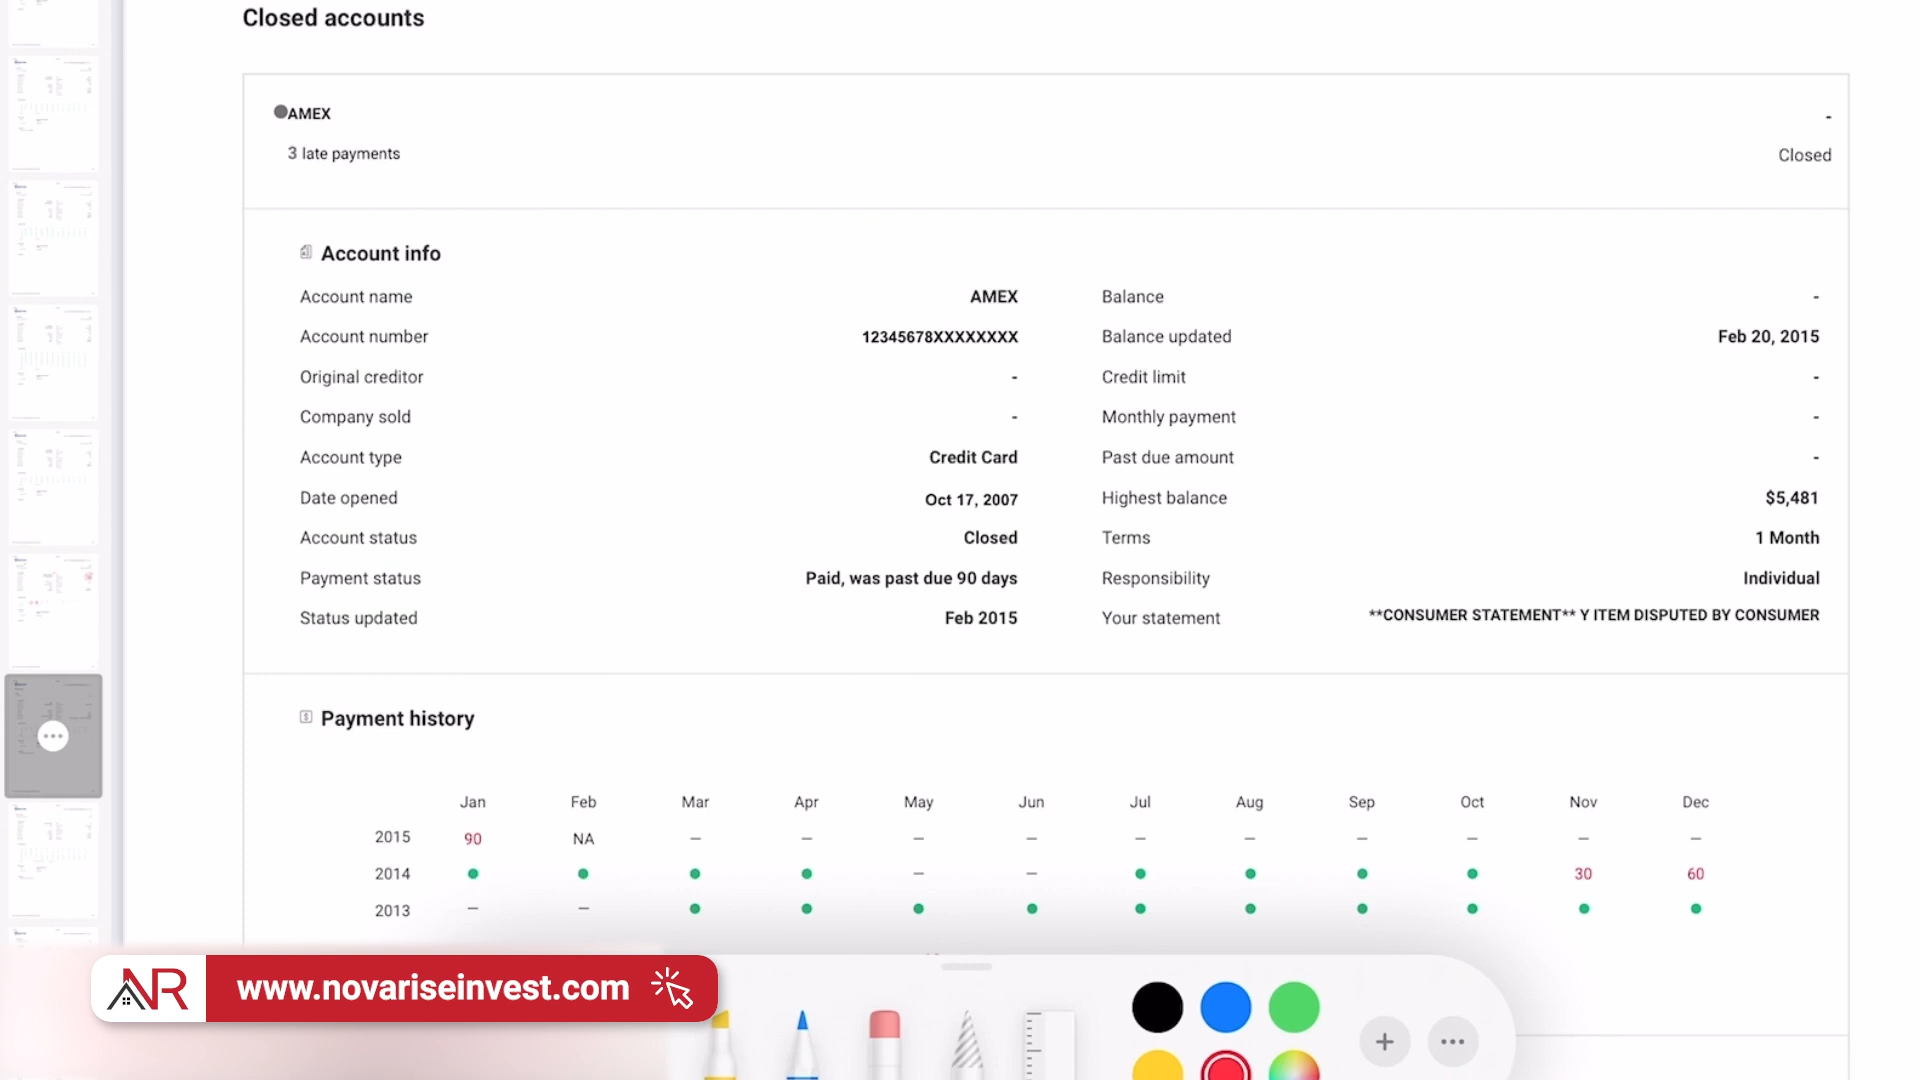 Closed accounts
AMEX
-
3 late payments
Closed
Account info
Account name AMEX
Account number 12345678XXXXXXXX
Original creditor -
Company sold -
Account type Credit Card
Date opened Oct 17, 2007
Account status Closed
Payment status Paid, was past due 90 days
Status updated Feb 2015
Balance -
Balance updated Feb 20, 2015
Credit limit -
Monthly payment -
Past due amount -
Highest balance $5,481
Terms 1 Month
Responsibility Individual
Your statement **CONSUMER STATEMENT** Y ITEM DISPUTED BY CONSUMER
Payment history
Jan Feb Mar Apr May Jun Jul Aug Sep Oct Nov Dec
2015 90 NA – – – – – – – – – –
2014 – – 30 60
2013 – –
NR www.novariseinvest.com